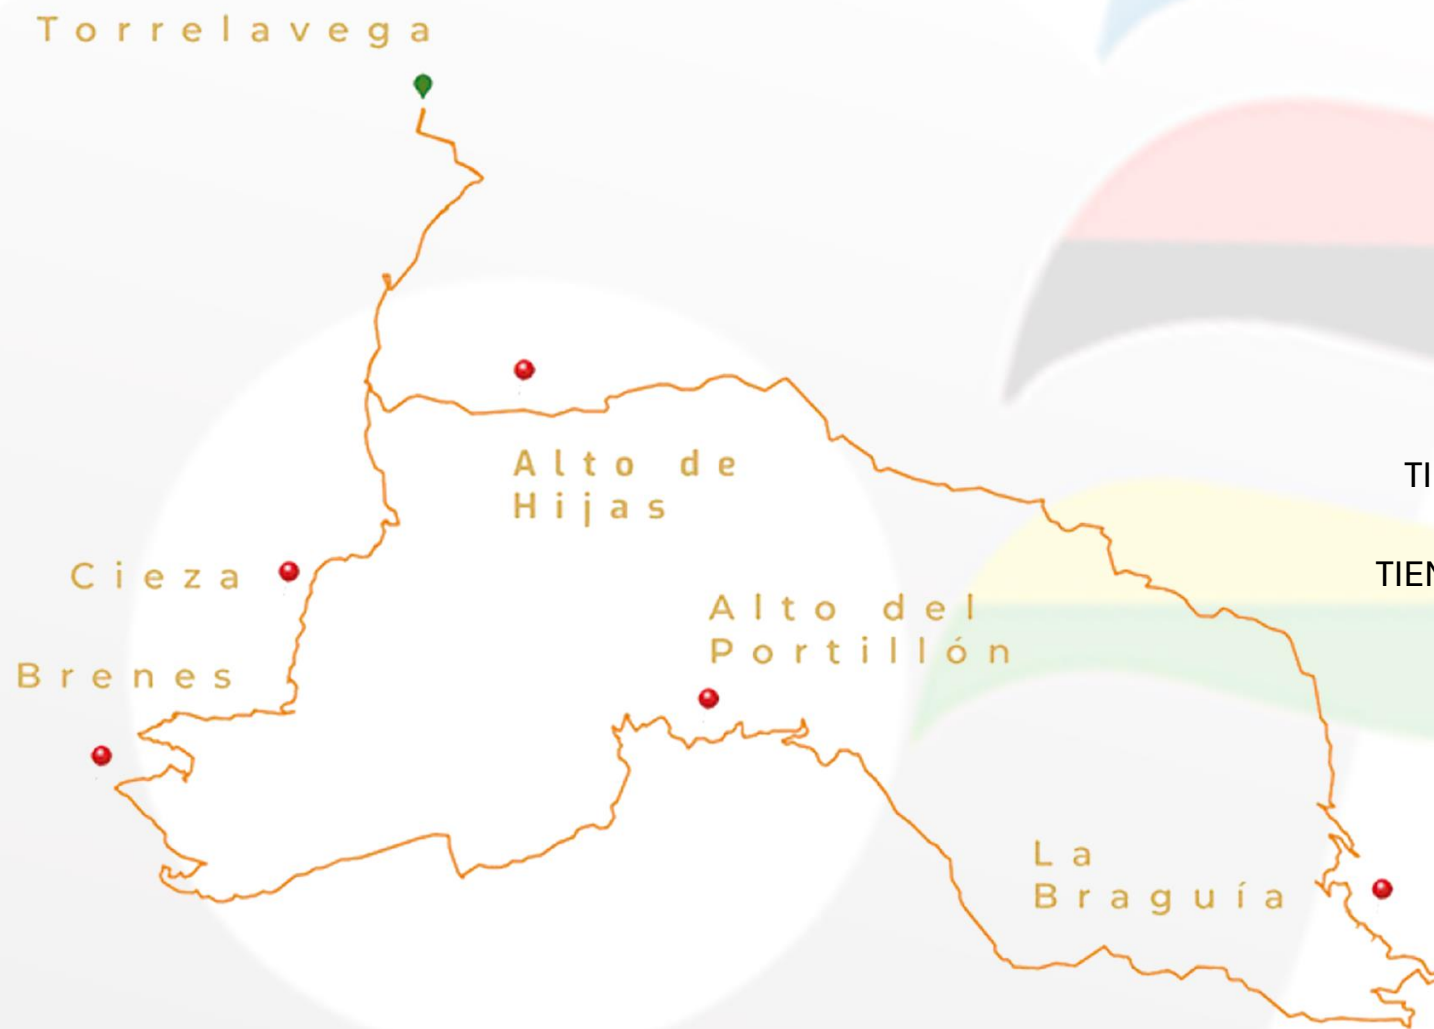 Torrelavega
Alto de
Hijas
Cieza
Alto del
Portillón
Brenes
La
Braguía